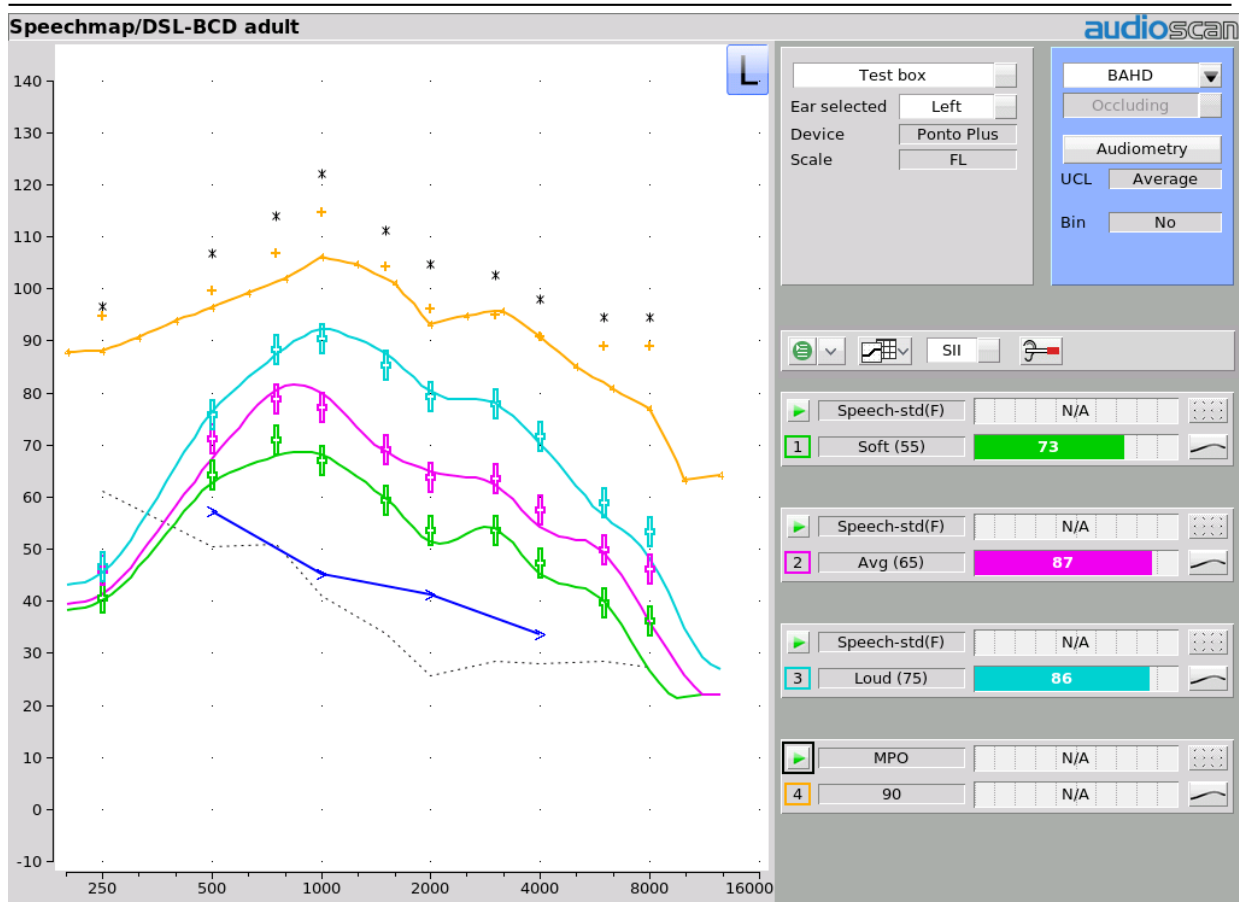 Speechmap/DSL-BCD adult
audioscan
L
140
130
120
110
100
90
80
70
60
50
40
30
20
10
0
-10
250 500 1000 2000 4000 8000 16000
Test box
Ear selected Left
Device Ponto Plus
Scale FL
BAHD
Occluding
Audiometry
UCL Average
Bin No
SII
Speech-std(F) N/A
1 Soft (55) 73
Speech-std(F) N/A
2 Avg (65) 87
Speech-std(F) N/A
3 Loud (75) 86
MPO N/A
4 90 N/A